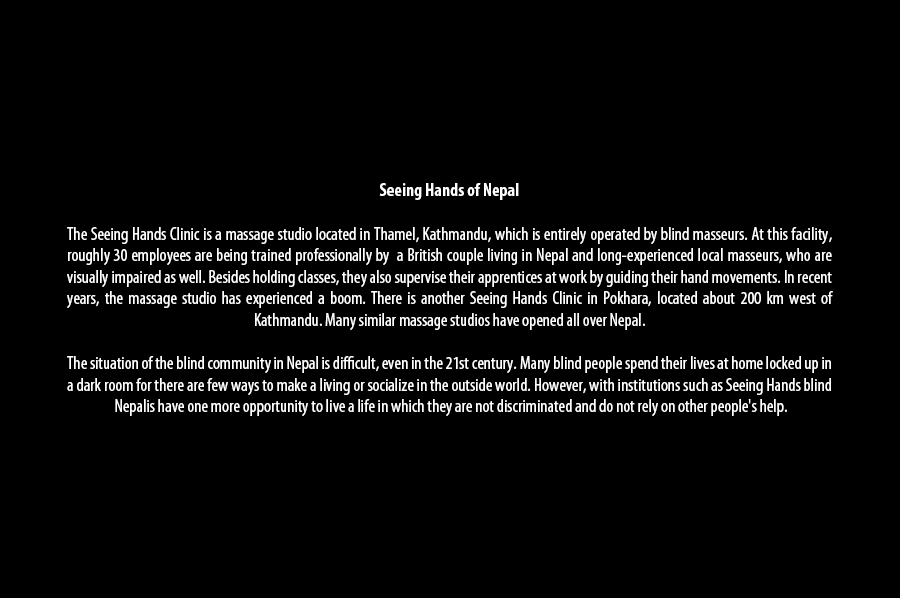 Seeing Hands of Nepal
The Seeing Hands Clinic is a massage studio located in Thamel, Kathmandu, which is entirely operated by blind masseurs. At this facility,
roughly 30 employees are being trained professionally by  a British couple living in Nepal and long-experienced local masseurs, who are
visually impaired as well. Besides holding classes, they also supervise their apprentices at work by guiding their hand movements. In recent
years, the massage studio has experienced a boom. There is another Seeing Hands Clinic in Pokhara, located about 200 km west of
Kathmandu. Many similar massage studios have opened all over Nepal.
The situation of the blind community in Nepal is difficult, even in the 21st century. Many blind people spend their lives at home locked up in
a dark room for there are few ways to make a living or socialize in the outside world. However, with institutions such as Seeing Hands blind
Nepalis have one more opportunity to live a life in which they are not discriminated and do not rely on other people's help.